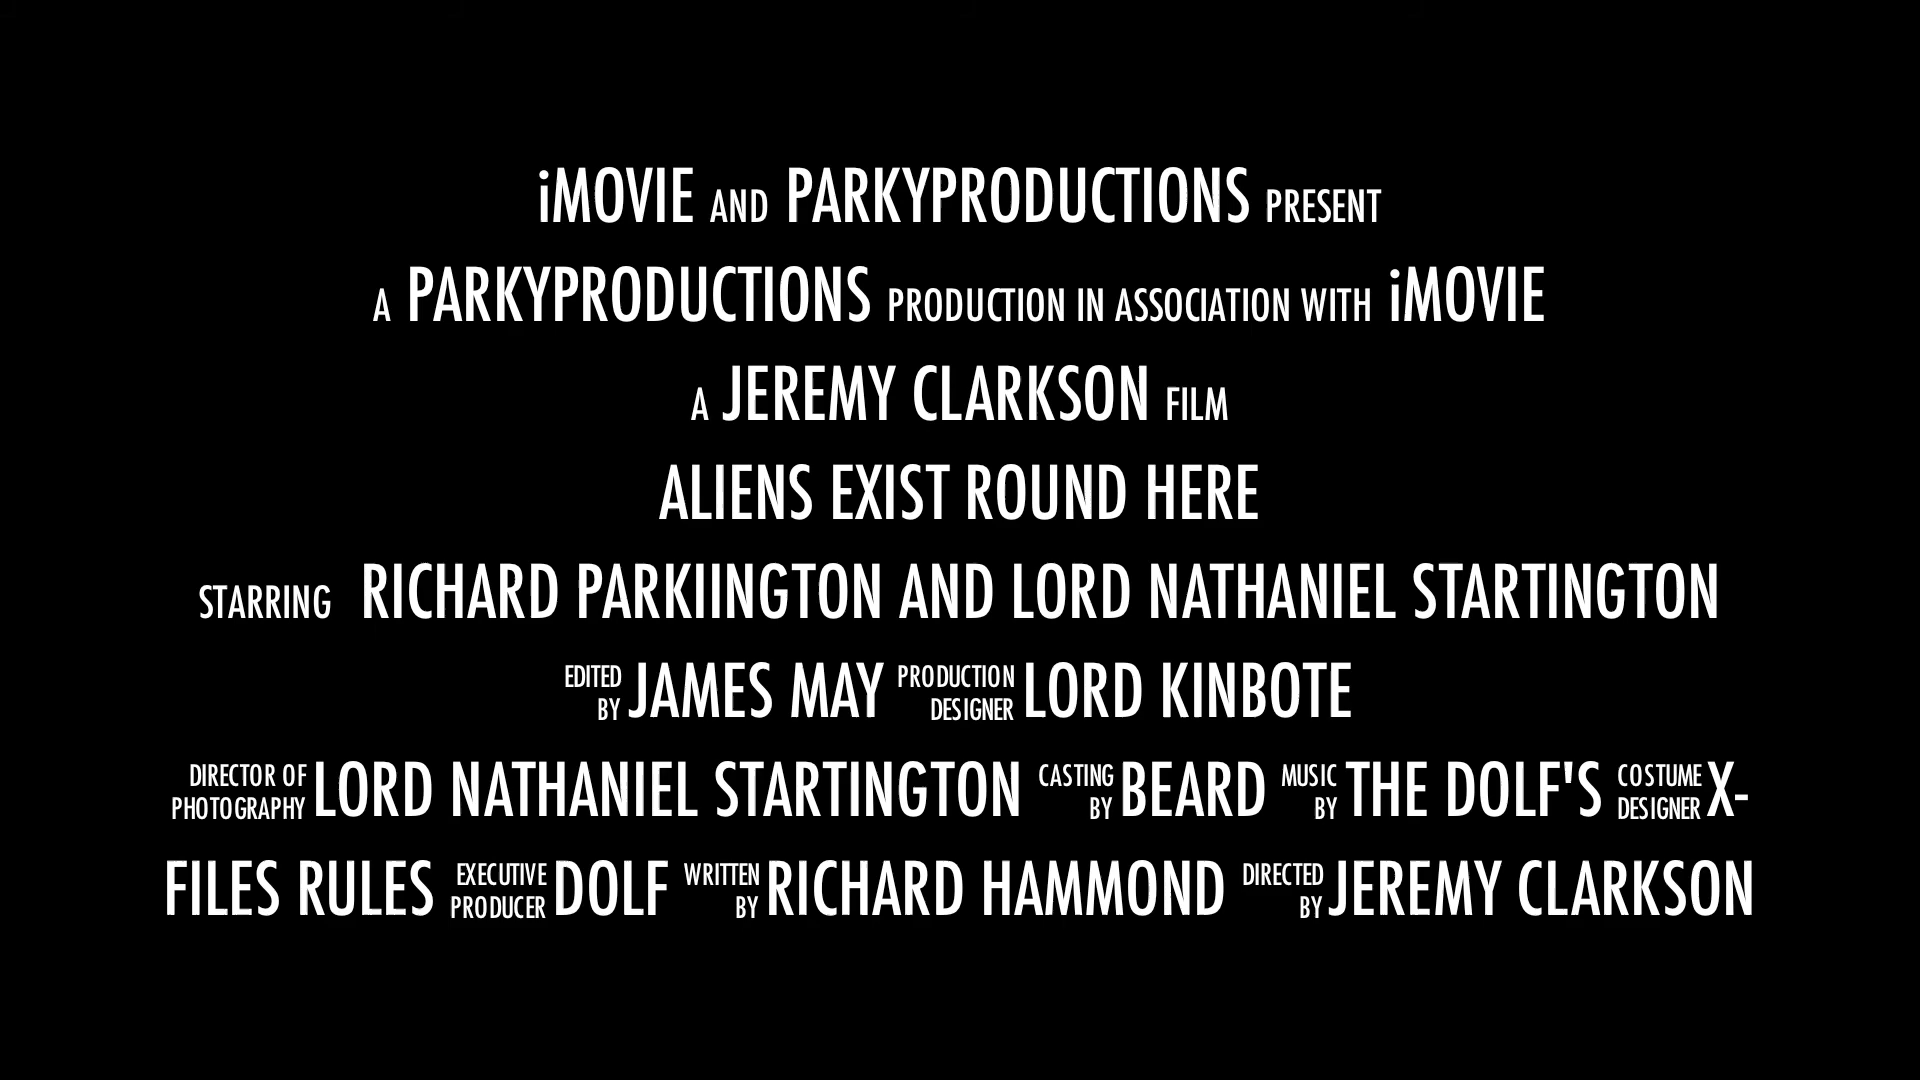 iMOVIE AND PARKYPRODUCTIONS PRESENT
A PARKYPRODUCTIONS PRODUCTION IN ASSOCIATION WITH iMOVIE
A JEREMY CLARKSON FILM
ALIENS EXIST ROUND HERE
STARRING RICHARD PARKIINGTON AND LORD NATHANIEL STARTINGTON
EDITED BY JAMES MAY PRODUCTION DESIGNER LORD KINBOTE
DIRECTOR OF PHOTOGRAPHY LORD NATHANIEL STARTINGTON CASTING BY BEARD MUSIC BY THE DOLF'S COSTUME DESIGNER X-
FILES RULES EXECUTIVE PRODUCER DOLF WRITTEN BY RICHARD HAMMOND DIRECTED BY JEREMY CLARKSON